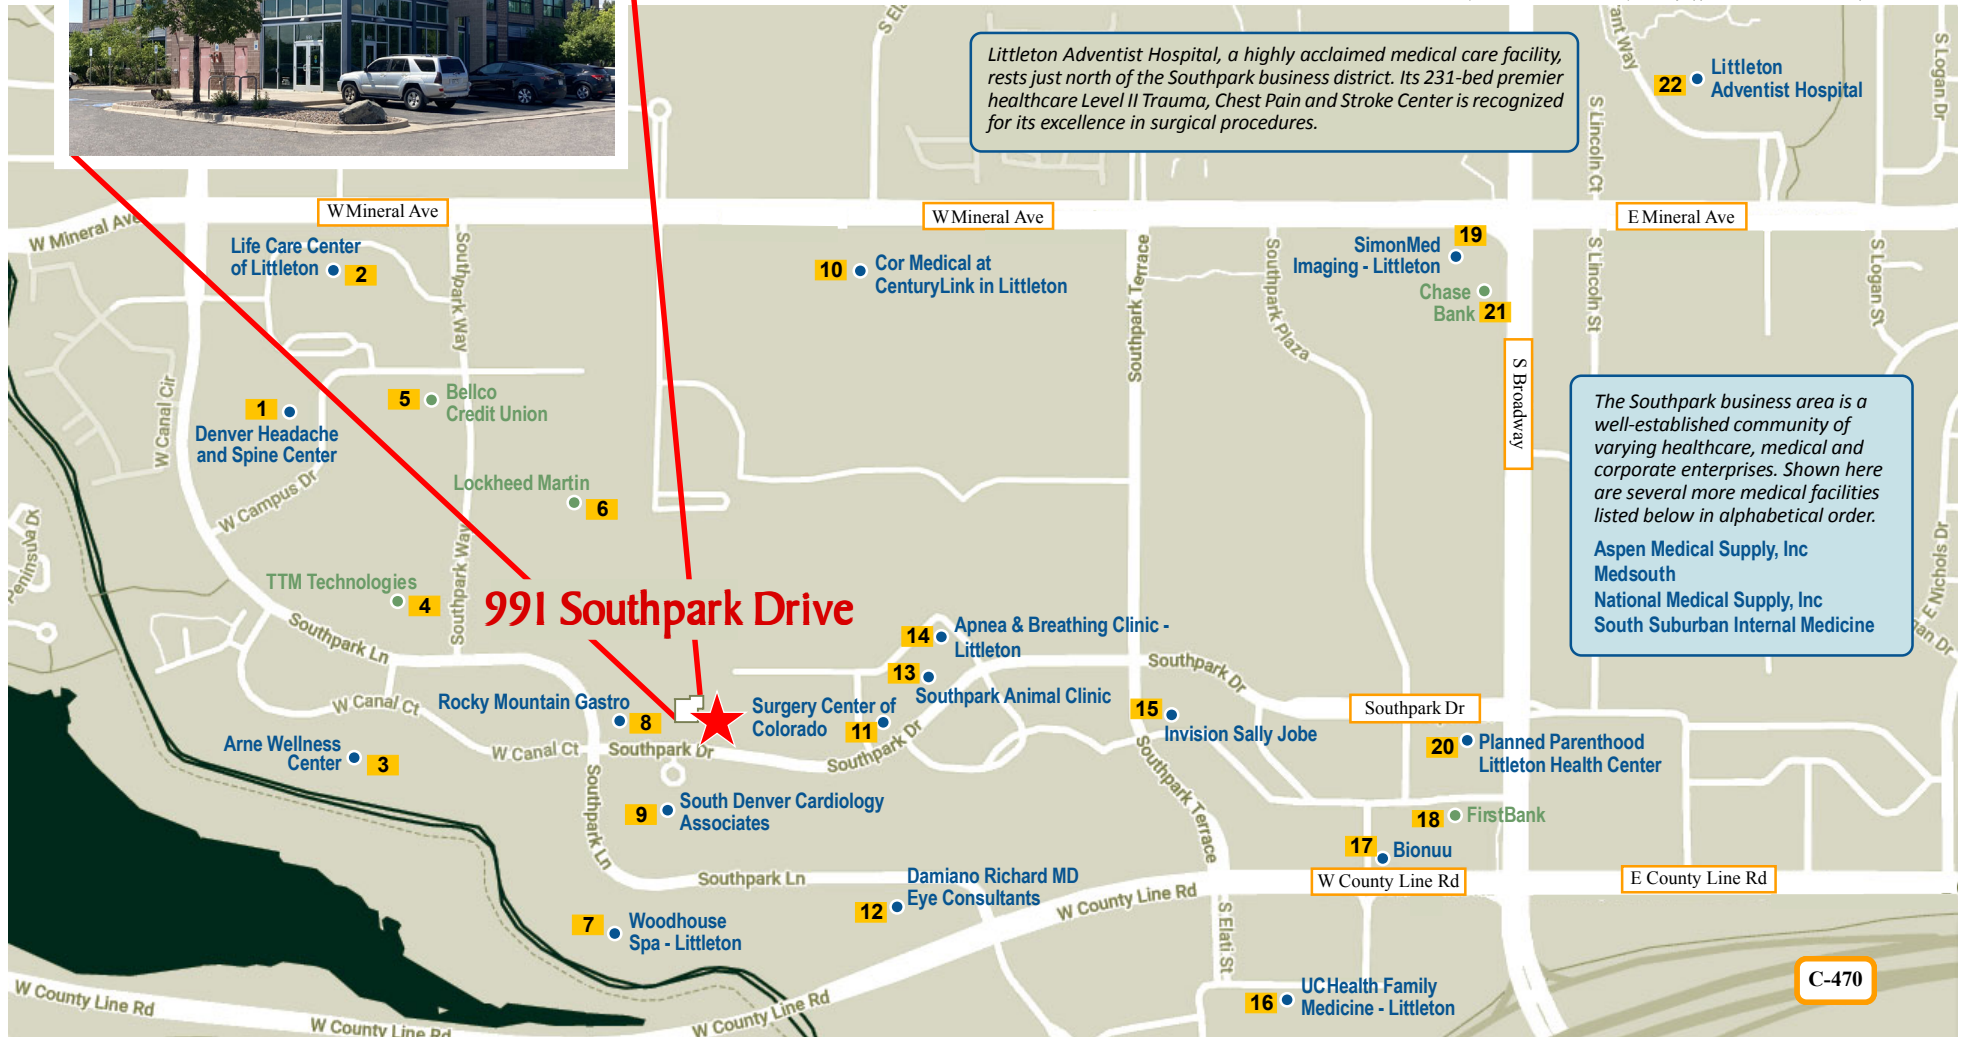 Littleton Adventist Hospital, a highly acclaimed medical care facility,
rests just north of the Southpark business district. Its 231-bed premier
healthcare Level II Trauma, Chest Pain and Stroke Center is recognized
for its excellence in surgical procedures.
22
Littleton
Adventist Hospital
S Logan Dr
S Lincoln Ct
W Mineral Ave
W Mineral Ave
W Mineral Ave
E Mineral Ave
Life Care Center
of Littleton
2
Southpark Way
10
Cor Medical at
CenturyLink in Littleton
Southpark Terrace
Southpark Plaza
19
SimonMed
Imaging - Littleton
Chase
Bank
21
S Lincoln St
S Logan St
W Canal Cir
1
Denver Headache
and Spine Center
5
Bellco
Credit Union
S Broadway
The Southpark business area is a
well-established community of
varying healthcare, medical and
corporate enterprises. Shown here
are several more medical facilities
listed below in alphabetical order.
Aspen Medical Supply, Inc
Medsouth
National Medical Supply, Inc
South Suburban Internal Medicine
Lockheed Martin
6
W Campus Dr
Peninsula Dr
Southpark Way
E Nichols Dr
TTM Technologies
4
991 Southpark Drive
Southpark Ln
14
Apnea & Breathing Clinic -
Littleton
13
Southpark Animal Clinic
Southpark Dr
Southpark Dr
W Canal Ct
Rocky Mountain Gastro
8
Surgery Center of
Colorado
11
Southpark Dr
15
Invision Sally Jobe
20
Planned Parenthood
Littleton Health Center
Arne Wellness
Center
3
W Canal Ct
Southpark Dr
Southpark Ln
Southpark Terrace
9
South Denver Cardiology
Associates
18
FirstBank
17
Bionuu
Southpark Ln
Damiano Richard MD
Eye Consultants
12
W County Line Rd
W County Line Rd
E County Line Rd
7
Woodhouse
Spa - Littleton
S Elati St
C-470
16
UCHealth Family
Medicine - Littleton
W County Line Rd
W County Line Rd
W County Line Rd